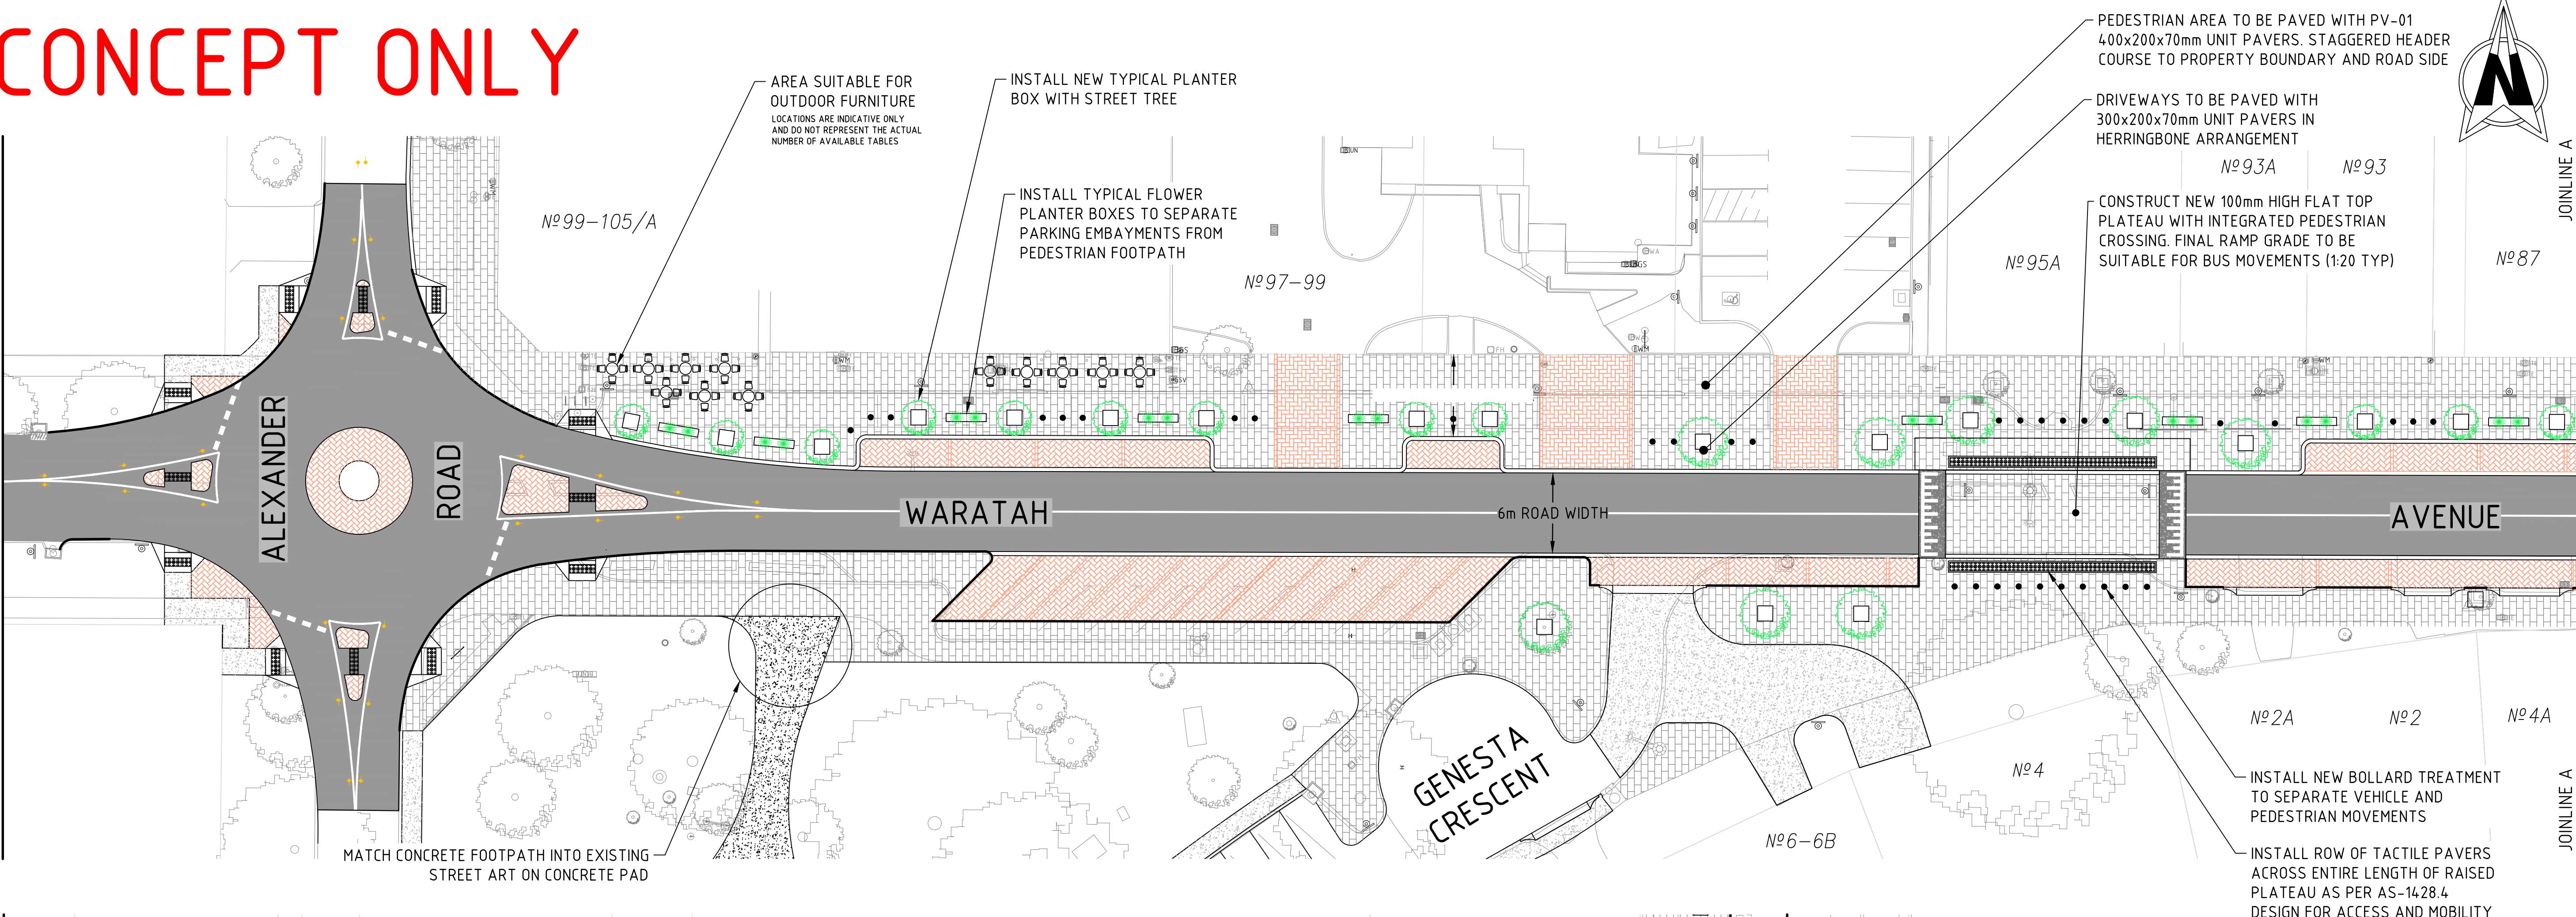 CONCEPT ONLY
PEDESTRIAN AREA TO BE PAVED WITH PV-01
400x200x70mm UNIT PAVERS. STAGGERED HEADER
COURSE TO PROPERTY BOUNDARY AND ROAD SIDE
N
AREA SUITABLE FOR
OUTDOOR FURNITURE
LOCATIONS ARE INDICATIVE ONLY
AND DO NOT REPRESENT THE ACTUAL
NUMBER OF AVAILABLE TABLES
INSTALL NEW TYPICAL PLANTER
BOX WITH STREET TREE
DRIVEWAYS TO BE PAVED WITH
300x200x70mm UNIT PAVERS IN
HERRINGBONE ARRANGEMENT
Nº93A
Nº93
JOINLINE A
INSTALL TYPICAL FLOWER
PLANTER BOXES TO SEPARATE
PARKING EMBAYMENTS FROM
PEDESTRIAN FOOTPATH
CONSTRUCT NEW 100mm HIGH FLAT TOP
PLATEAU WITH INTEGRATED PEDESTRIAN
CROSSING. FINAL RAMP GRADE TO BE
SUITABLE FOR BUS MOVEMENTS (1:20 TYP)
Nº99-105/A
Nº97-99
Nº95A
Nº87
ALEXANDER
ROAD
WARATAH
6m ROAD WIDTH
AVENUE
GENESTA
CRESCENT
Nº2A
Nº2
Nº4A
Nº4
Nº6-6B
JOINLINE A
INSTALL NEW BOLLARD TREATMENT
TO SEPARATE VEHICLE AND
PEDESTRIAN MOVEMENTS
MATCH CONCRETE FOOTPATH INTO EXISTING
STREET ART ON CONCRETE PAD
INSTALL ROW OF TACTILE PAVERS
ACROSS ENTIRE LENGTH OF RAISED
PLATEAU AS PER AS-1428.4
DESIGN FOR ACCESS AND MOBILITY